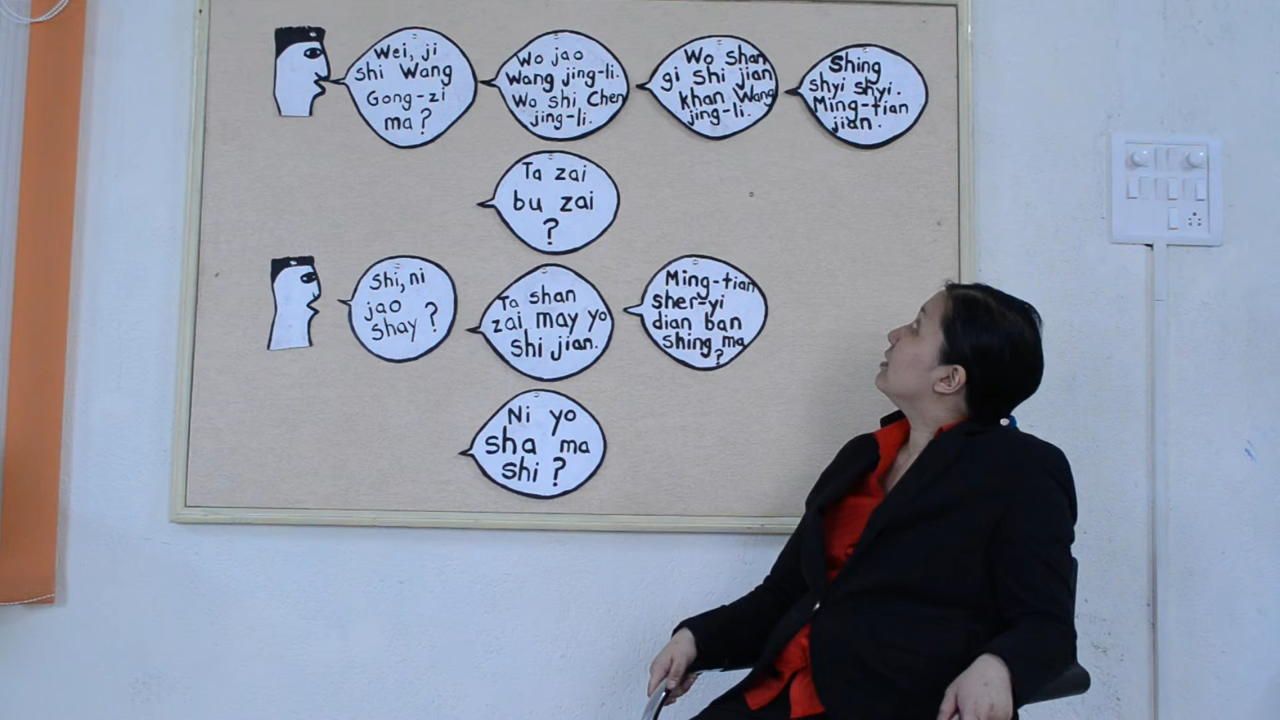 Wei, ji
shi Wang
Gong-zi
ma?
Wo jao
Wang jing-li.
Wo shi Chen
jing-li.
Wo shan
gi shi jian
khan Wang
jing-li.
Shing
shyi shyi.
Ming-tian
jian.
Ta zai
bu zai
?
Shi, ni
jao
shay?
Ta shan
zai may yo
shi jian.
Ming-tian
sher-yi
dian ban
shing ma
?
Ni yo
sha ma
shi?